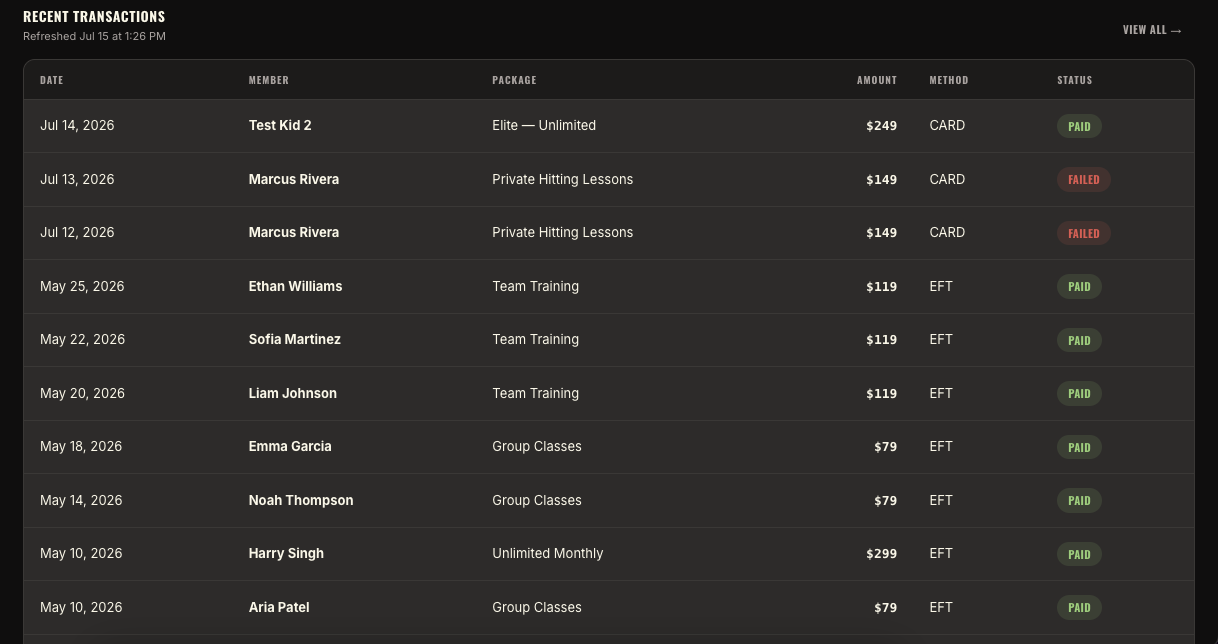 RECENT TRANSACTIONS
Refreshed Jul 15 at 1:26 PM
VIEW ALL →
DATE MEMBER PACKAGE AMOUNT METHOD STATUS
Jul 14, 2026 Test Kid 2 Elite — Unlimited $249 CARD PAID
Jul 13, 2026 Marcus Rivera Private Hitting Lessons $149 CARD FAILED
Jul 12, 2026 Marcus Rivera Private Hitting Lessons $149 CARD FAILED
May 25, 2026 Ethan Williams Team Training $119 EFT PAID
May 22, 2026 Sofia Martinez Team Training $119 EFT PAID
May 20, 2026 Liam Johnson Team Training $119 EFT PAID
May 18, 2026 Emma Garcia Group Classes $79 EFT PAID
May 14, 2026 Noah Thompson Group Classes $79 EFT PAID
May 10, 2026 Harry Singh Unlimited Monthly $299 EFT PAID
May 10, 2026 Aria Patel Group Classes $79 EFT PAID